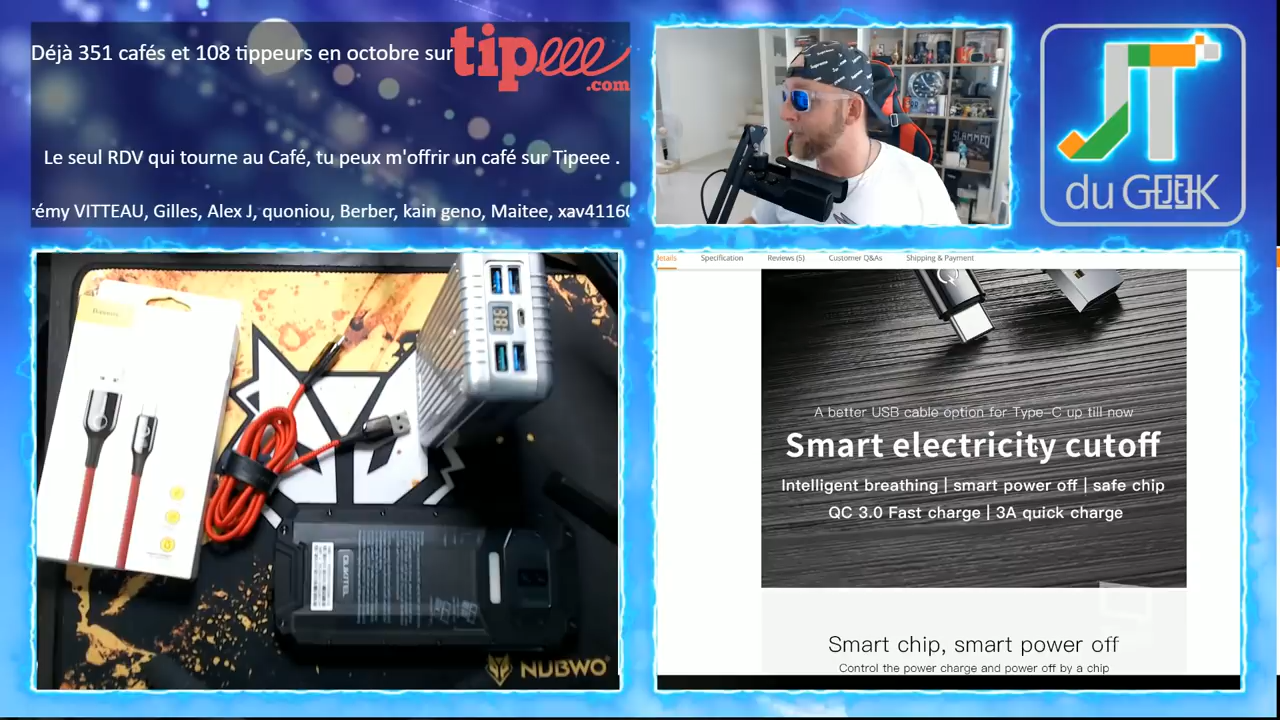 Déjà 351 cafés et 108 tippeurs en octobre sur
tipeee
.com
Le seul RDV qui tourne au Café, tu peux m'offrir un café sur Tipeee .
rémy VITTEAU, Gilles, Alex J, quoniou, Berber, kain geno, Maitee, xav41160
SLAMMED
JT
du GEEK
Baseus
OUKITEL
NUBWO
etails Specification Reviews (5) Customer Q&As Shipping & Payment
A better USB cable option for Type-C up till now
Smart electricity cutoff
Intelligent breathing | smart power off | safe chip
QC 3.0 Fast charge | 3A quick charge
Smart chip, smart power off
Control the power charge and power off by a chip